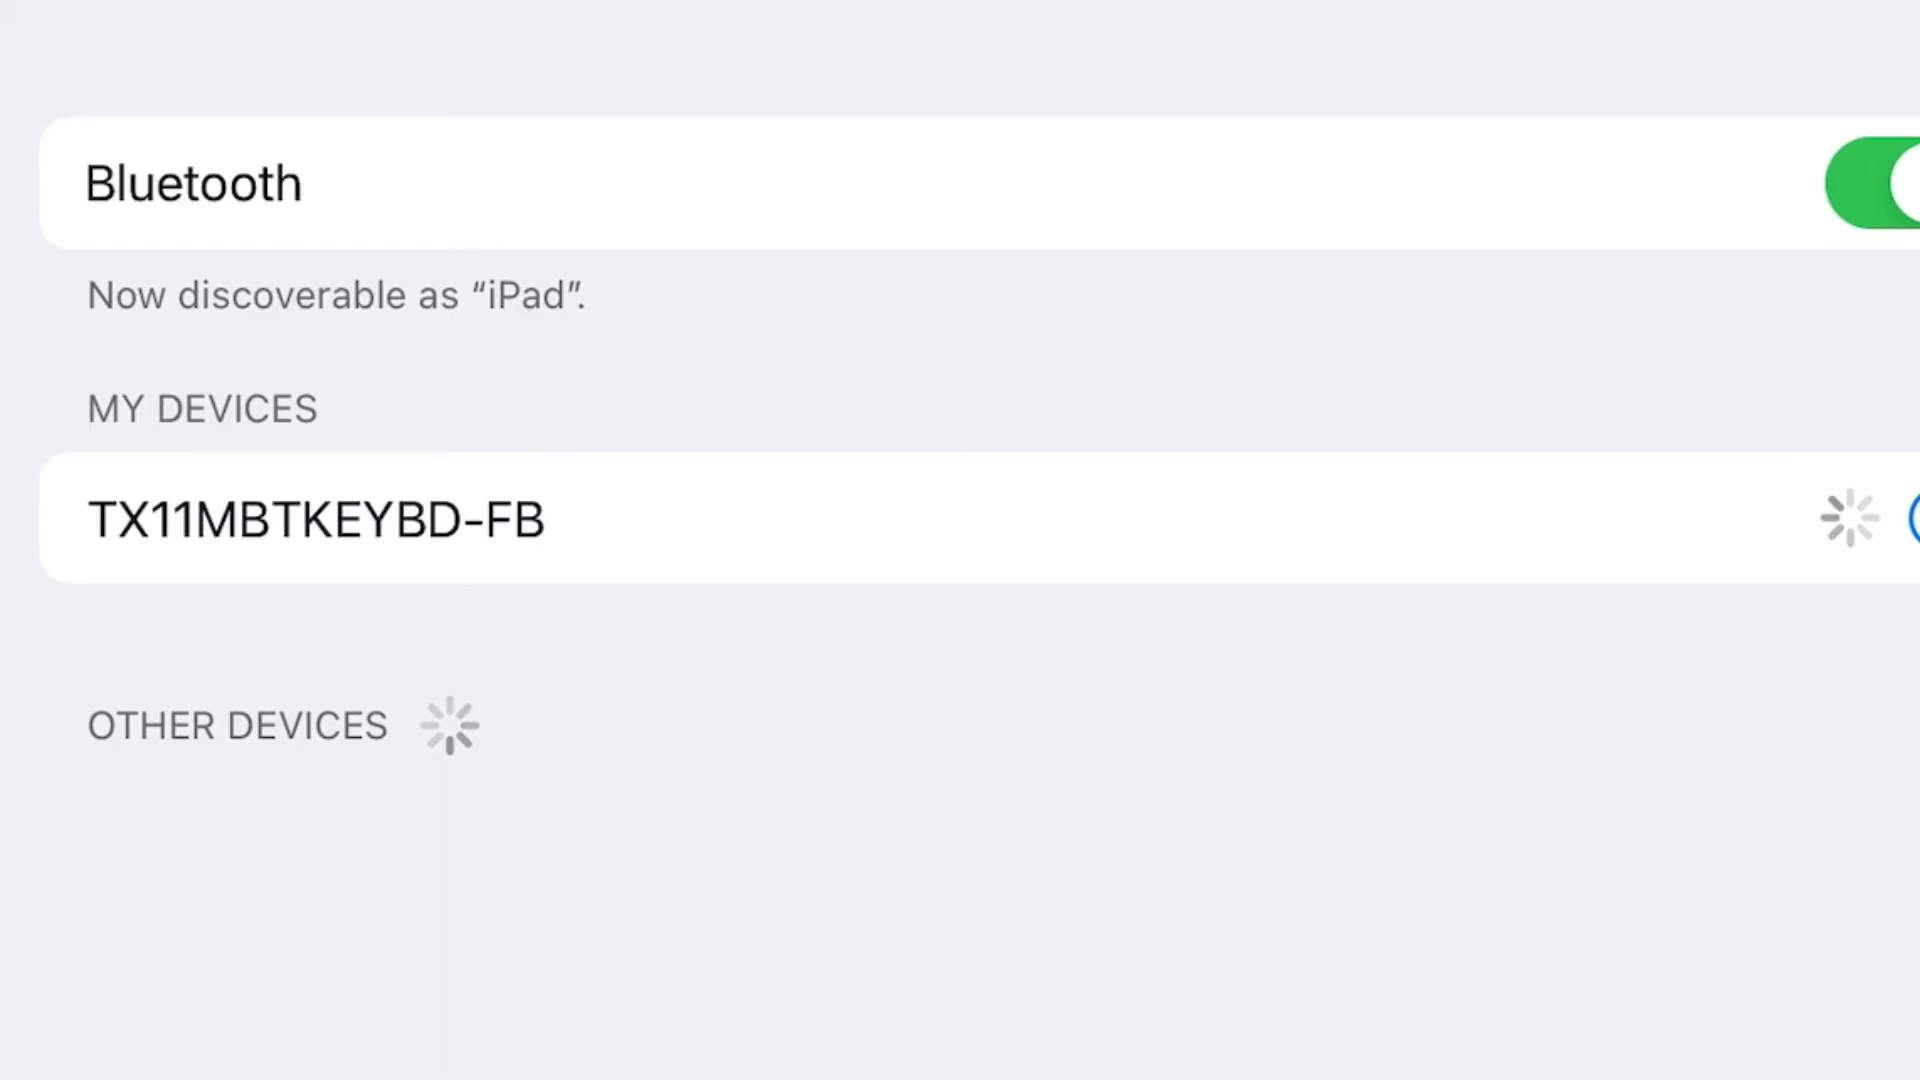 Bluetooth
Now discoverable as “iPad”.
MY DEVICES
TX11MBTKEYBD-FB
OTHER DEVICES